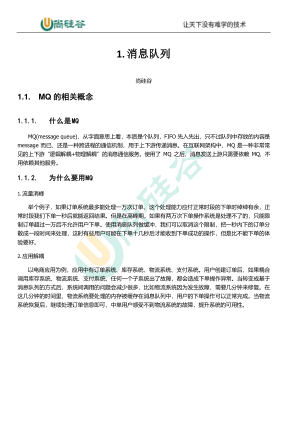 尚硅谷
让天下没有难学的技术
1.消息队列
尚硅谷
1.1. MQ 的相关概念
1.1.1. 什么是MQ
MQ(message queue)，从字面意思上看，本质是个队列，FIFO 先入先出，只不过队列中存放的内容是
message 而已，还是一种跨进程的通信机制，用于上下游传递消息。在互联网架构中，MQ 是一种非常常
见的上下游“逻辑解耦+物理解耦”的消息通信服务。使用了 MQ 之后，消息发送上游只需要依赖 MQ，不
用依赖其他服务。
1.1.2. 为什么要用MQ
1.流量消峰
举个例子，如果订单系统最多能处理一万次订单，这个处理能力应付正常时段的下单时绰绰有余，正
常时段我们下单一秒后就能返回结果。但是在高峰期，如果有两万次下单操作系统是处理不了的，只能限
制订单超过一万后不允许用户下单。使用消息队列做缓冲，我们可以取消这个限制，把一秒内下的订单分
散成一段时间来处理，这时有些用户可能在下单十几秒后才能收到下单成功的操作，但是比不能下单的体
验要好。
2.应用解耦
以电商应用为例，应用中有订单系统、库存系统、物流系统、支付系统。用户创建订单后，如果耦合
调用库存系统、物流系统、支付系统，任何一个子系统出了故障，都会造成下单操作异常。当转变成基于
消息队列的方式后，系统间调用的问题会减少很多，比如物流系统因为发生故障，需要几分钟来修复。在
这几分钟的时间里，物流系统要处理的内存被缓存在消息队列中，用户的下单操作可以正常完成。当物流
系统恢复后，继续处理订单信息即可，中单用户感受不到物流系统的故障，提升系统的可用性。